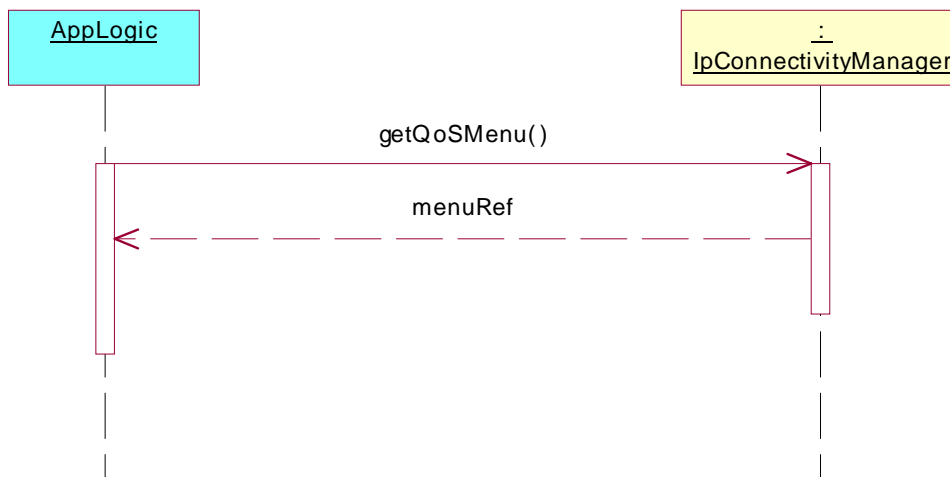 AppLogic
:
IpConnectivityManager
getQoSMenu()
menuRef